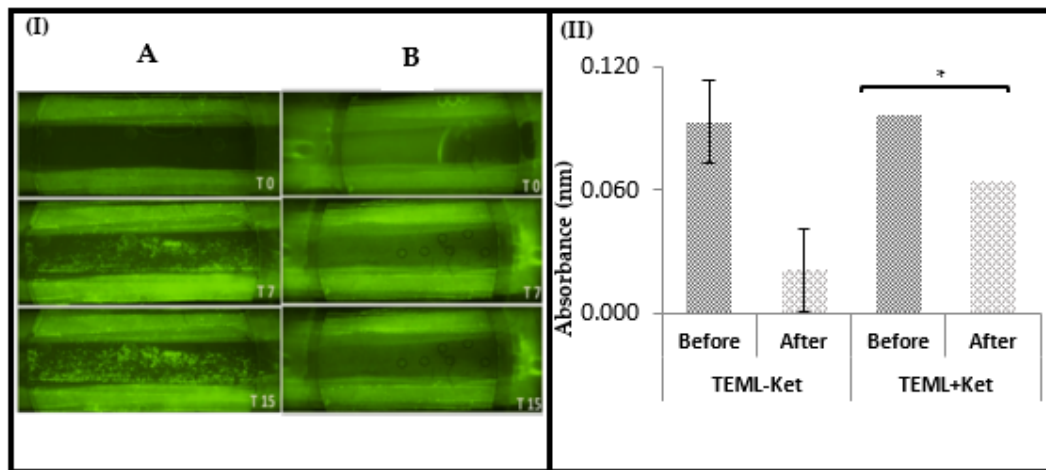 (I)
A
B
T 0
T 0
T 7
T 7
T 15
T 15
(II)
Absorbance (nm)
0.120
0.060
0.000
*
Before
After
Before
After
TEML-Ket
TEML+Ket